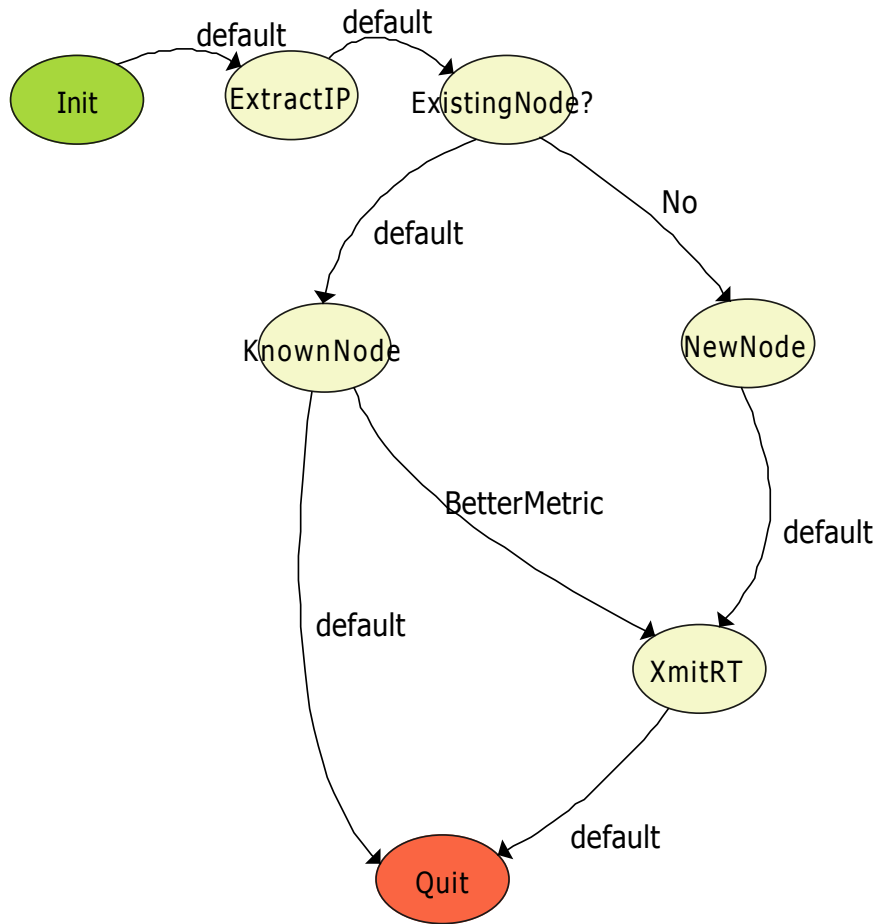 default
default
Init
ExtractIP
ExistingNode?
No
default
KnownNode
NewNode
BetterMetric
default
default
XmitRT
default
Quit